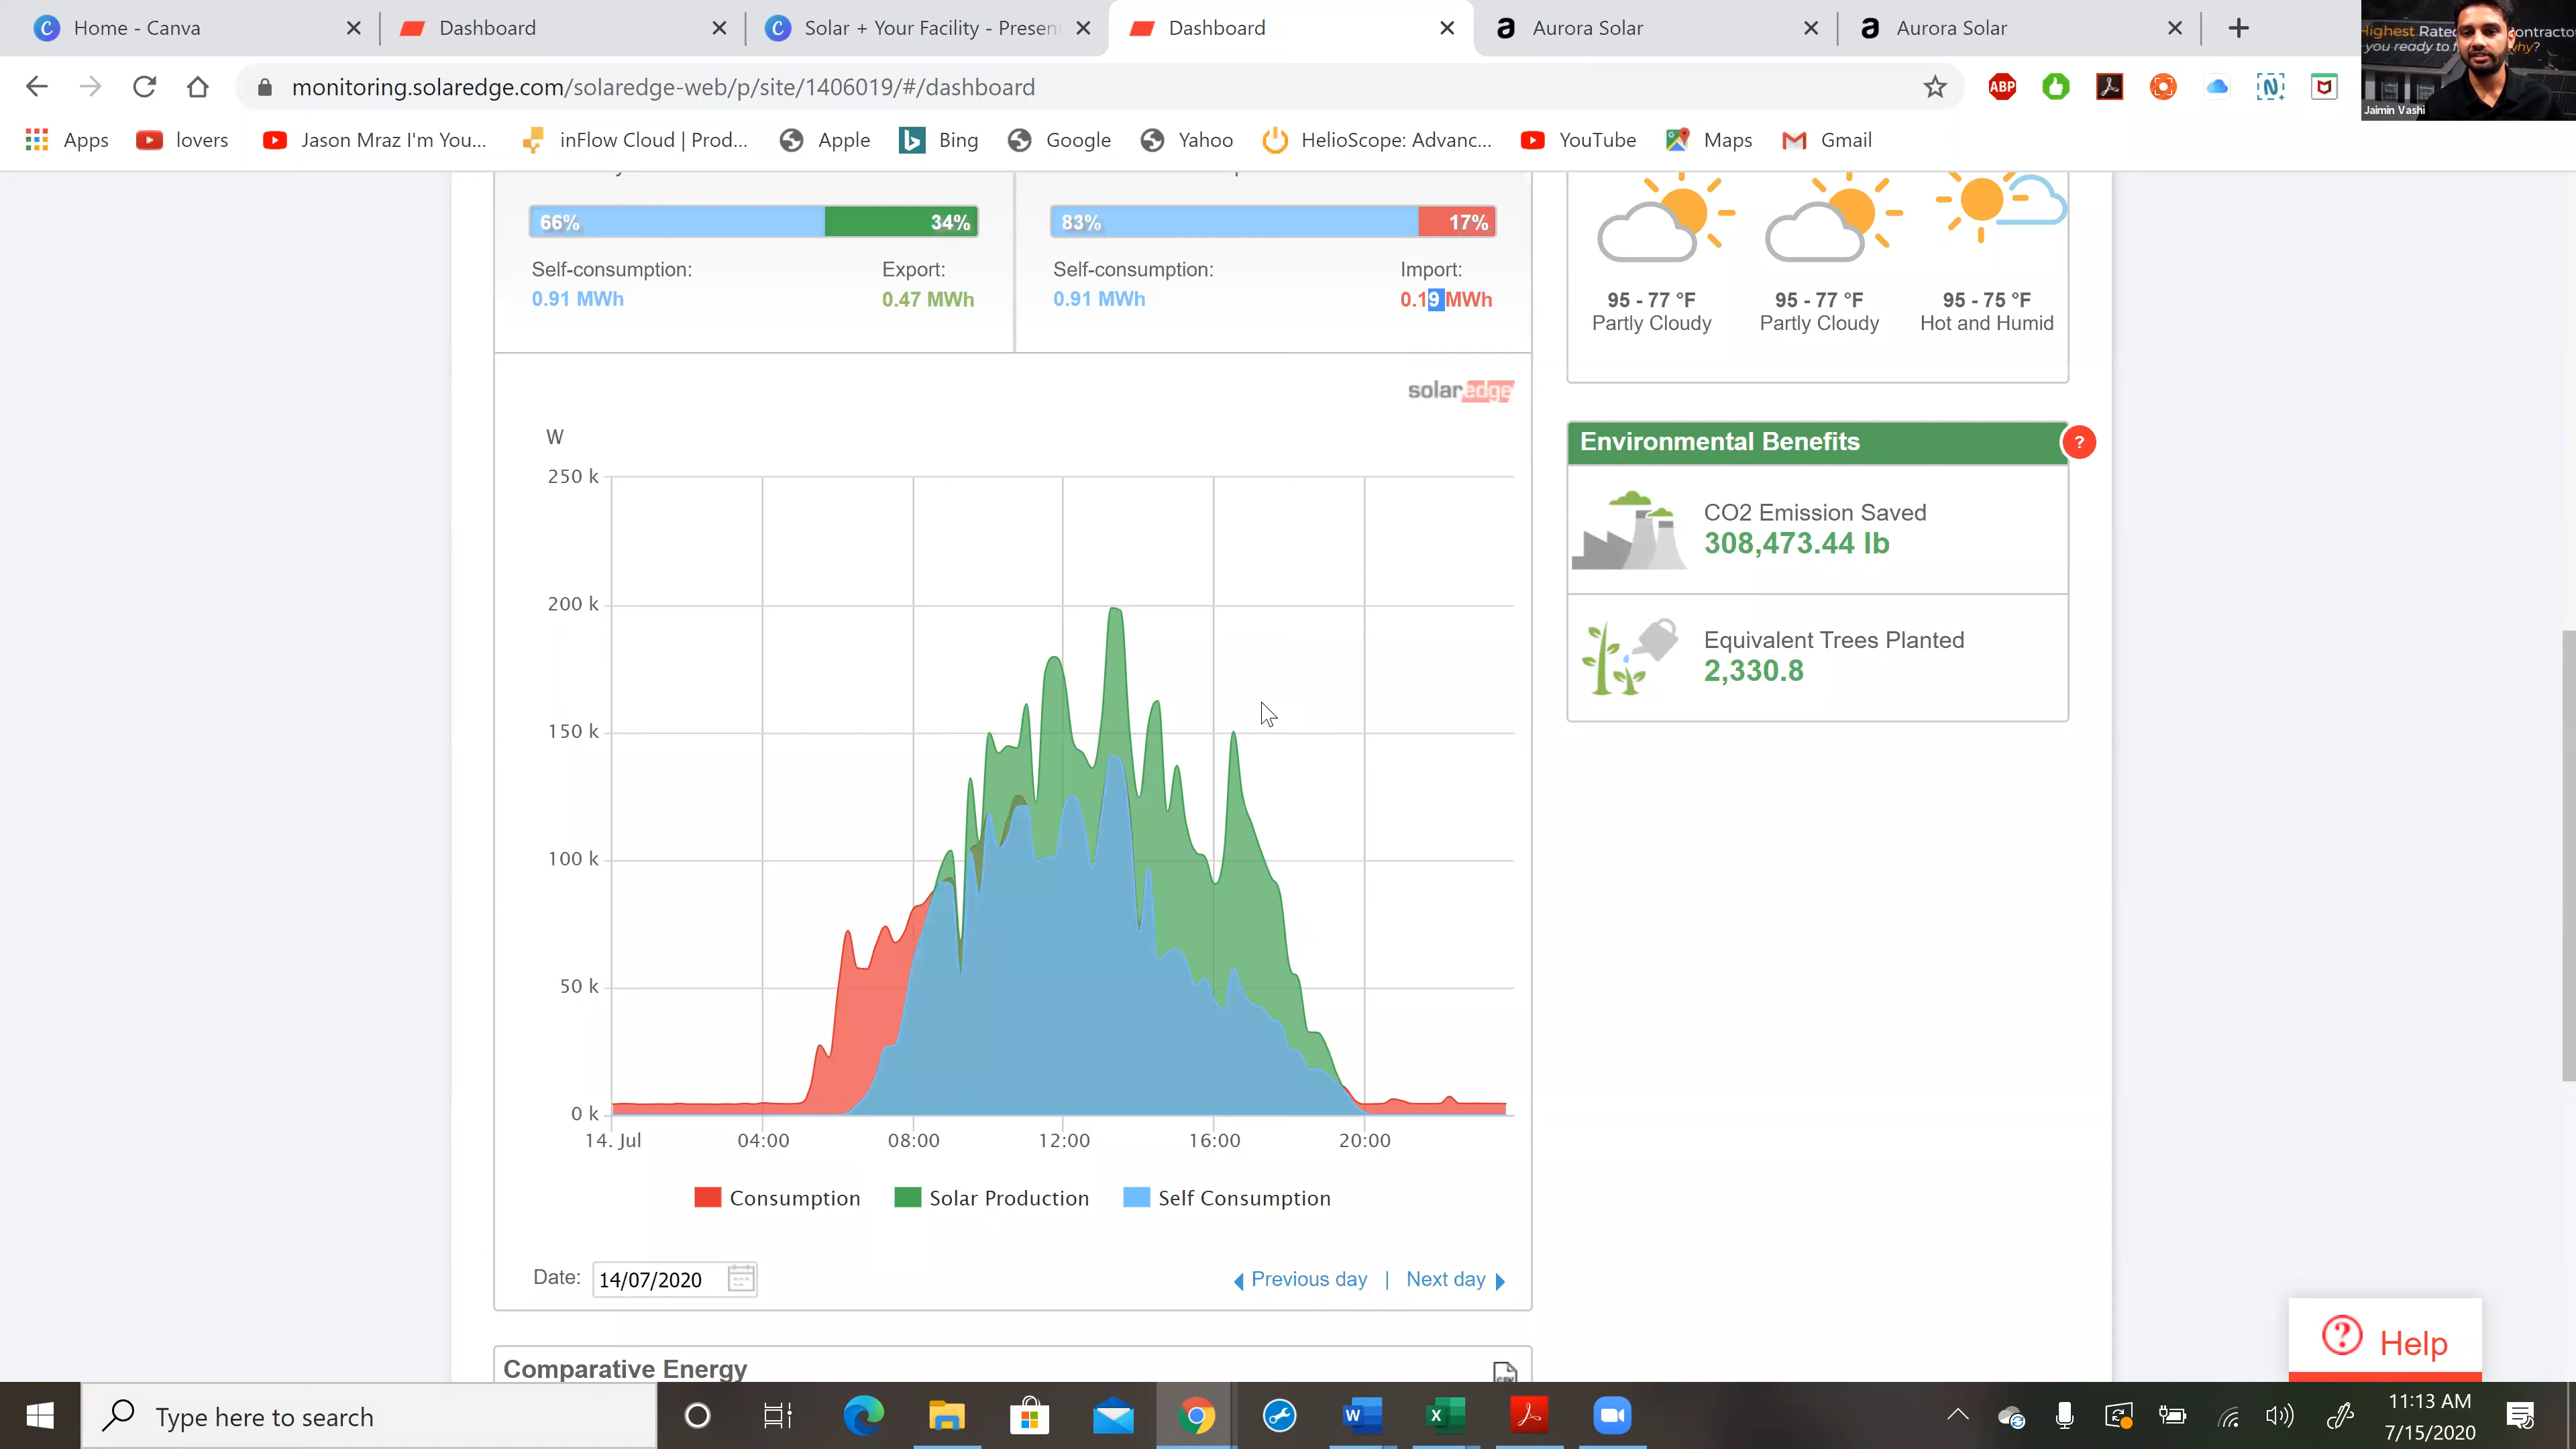 Home - Canva
Dashboard
Solar + Your Facility - Presen
Dashboard
Aurora Solar
Aurora Solar
monitoring.solaredge.com/solaredge-web/p/site/1406019/#/dashboard
ABP
Jaimin Vashi
Apps
lovers
Jason Mraz I'm You...
inFlow Cloud | Prod...
Apple
Bing
Google
Yahoo
HelioScope: Advanc...
YouTube
Maps
Gmail
66% 34%
Self-consumption: Export:
0.91 MWh 0.47 MWh
83% 17%
Self-consumption: Import:
0.91 MWh 0.19 MWh
95 - 77 °F 95 - 77 °F 95 - 75 °F
Partly Cloudy Partly Cloudy Hot and Humid
solaredge
Environmental Benefits ?
CO2 Emission Saved
308,473.44 lb
Equivalent Trees Planted
2,330.8
W
250 k
200 k
150 k
100 k
50 k
0 k
14. Jul 04:00 08:00 12:00 16:00 20:00
Consumption Solar Production Self Consumption
Date: 14/07/2020 Previous day | Next day
Comparative Energy
? Help
Type here to search
11:13 AM
7/15/2020